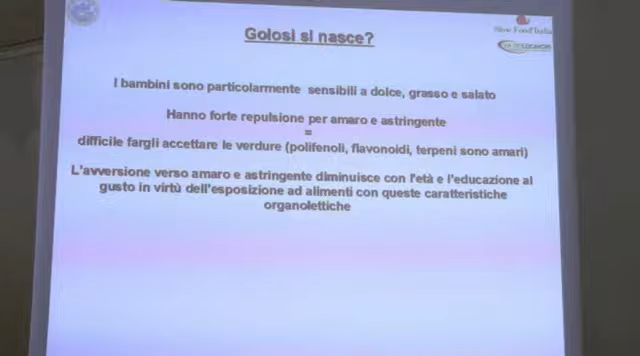 Golosi si nasce?
Slow Food Italia
I bambini sono particolarmente sensibili a dolce, grasso e salato
Hanno forte repulsione per amaro e astringente
=
difficile fargli accettare le verdure (polifenoli, flavonoidi, terpeni sono amari)
L'avversione verso amaro e astringente diminuisce con l'età e l'educazione al
gusto in virtù dell'esposizione ad alimenti con queste caratteristiche
organolettiche